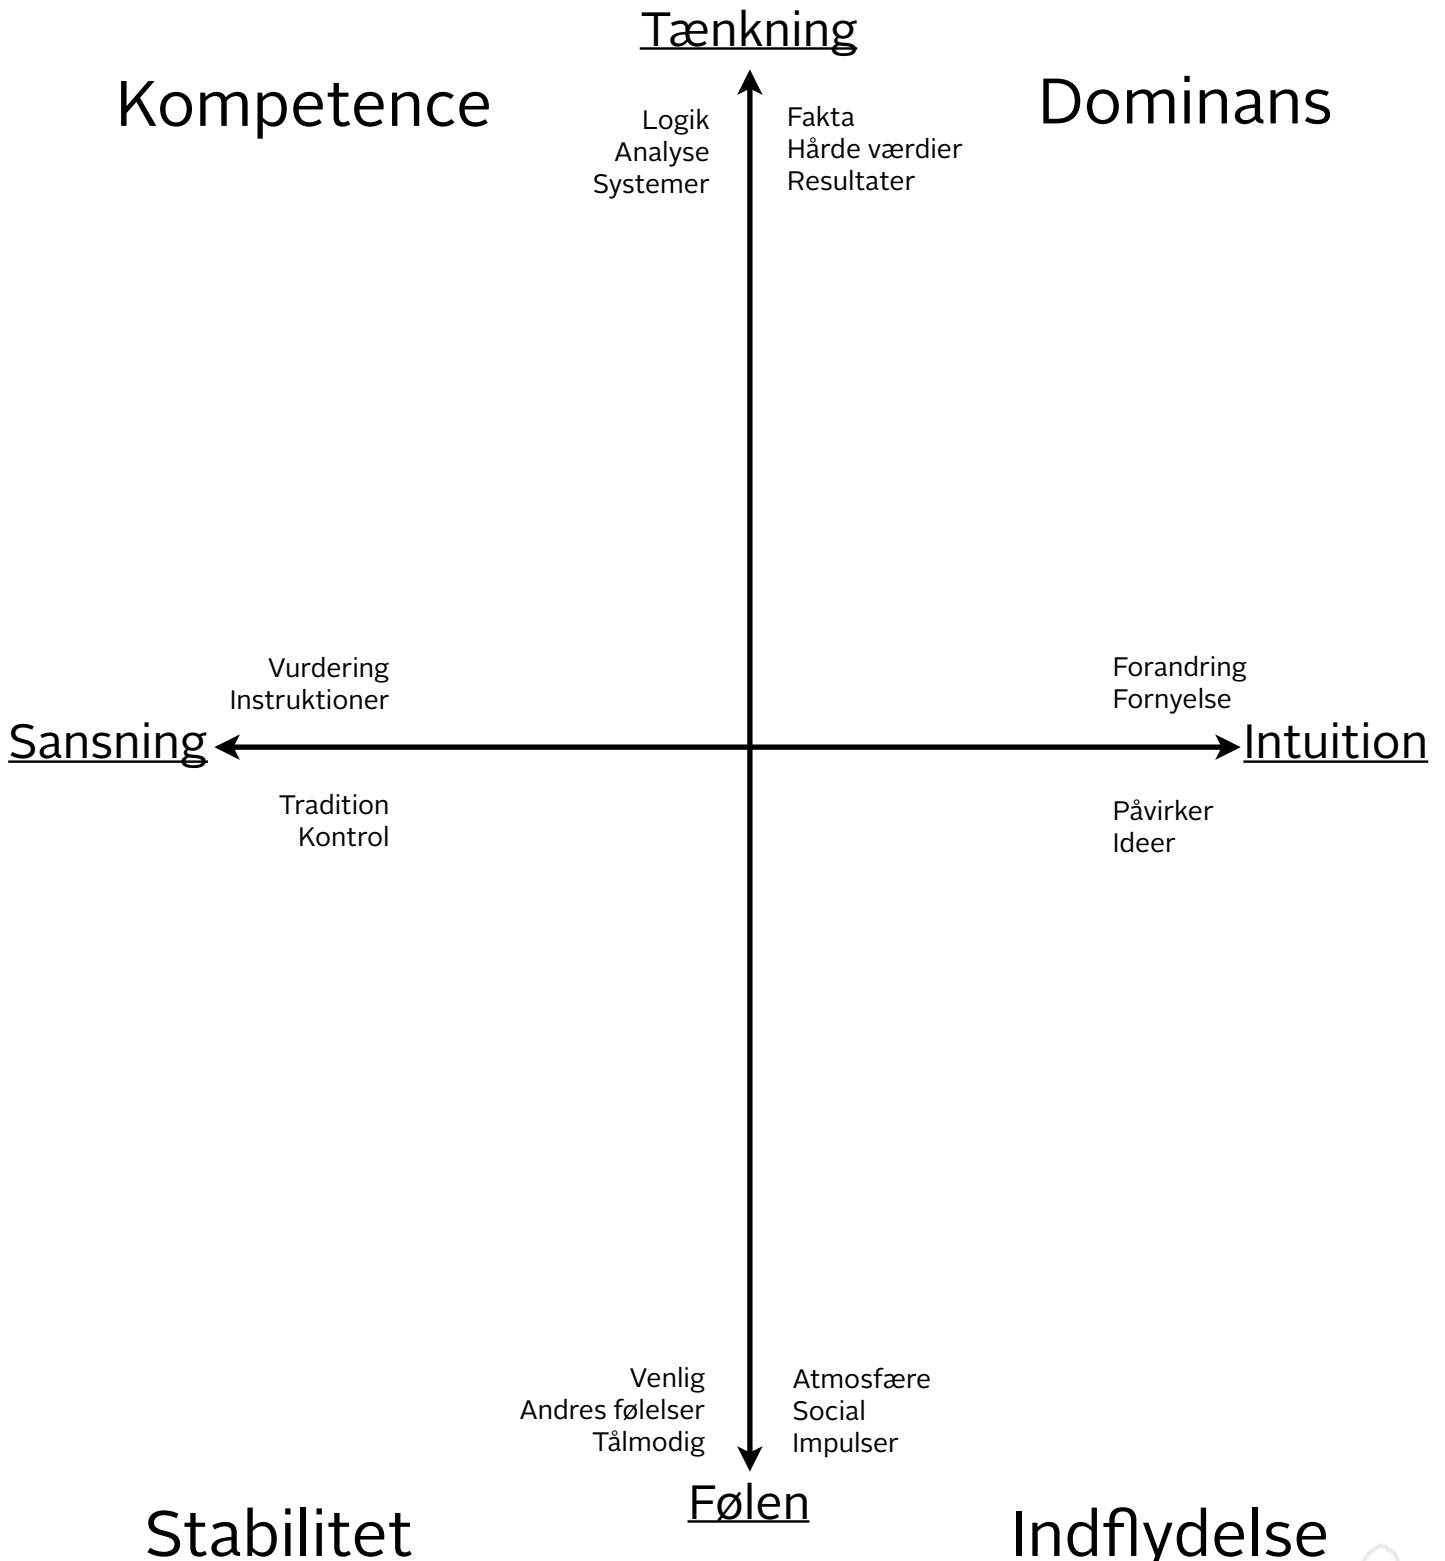 Tænkning
Kompetence
Dominans
Logik
Analyse
Systemer
Fakta
Hårde værdier
Resultater
Vurdering
Instruktioner
Forandring
Fornyelse
Sansning
Intuition
Tradition
Kontrol
Påvirker
Ideer
Venlig
Andres følelser
Tålmodig
Atmosfære
Social
Impulser
Følen
Stabilitet
Indflydelse